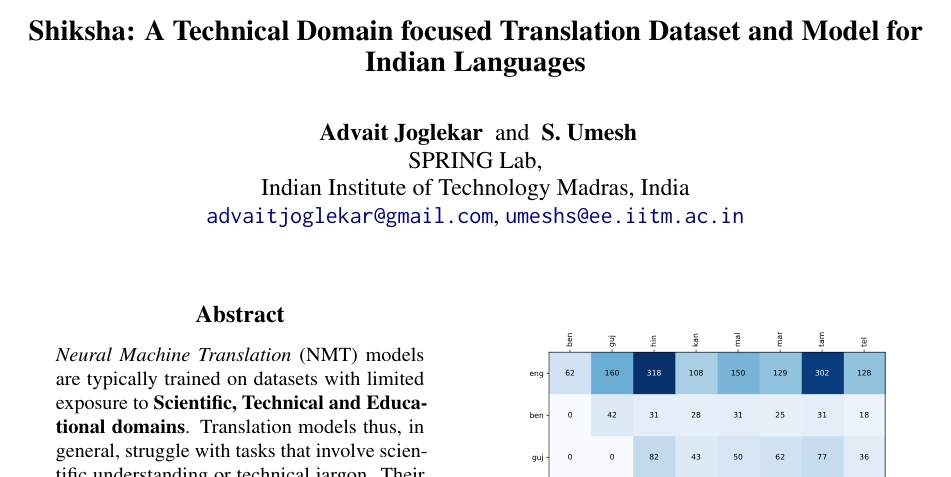 Shiksha: A Technical Domain focused Translation Dataset and Model for
Indian Languages
Advait Joglekar and S. Umesh
SPRING Lab,
Indian Institute of Technology Madras, India
advaitjoglekar@gmail.com, umeshs@ee.iitm.ac.in
Abstract
Neural Machine Translation (NMT) models
are typically trained on datasets with limited
exposure to Scientific, Technical and Educa-
tional domains. Translation models thus, in
general, struggle with tasks that involve scien-
tific understanding or technical jargon. Their
ben guj hin kan mal mar tam tel
eng 62 160 318 108 150 129 302 128
ben 0 42 31 28 31 25 31 18
guj 0 0 82 43 50 62 77 36